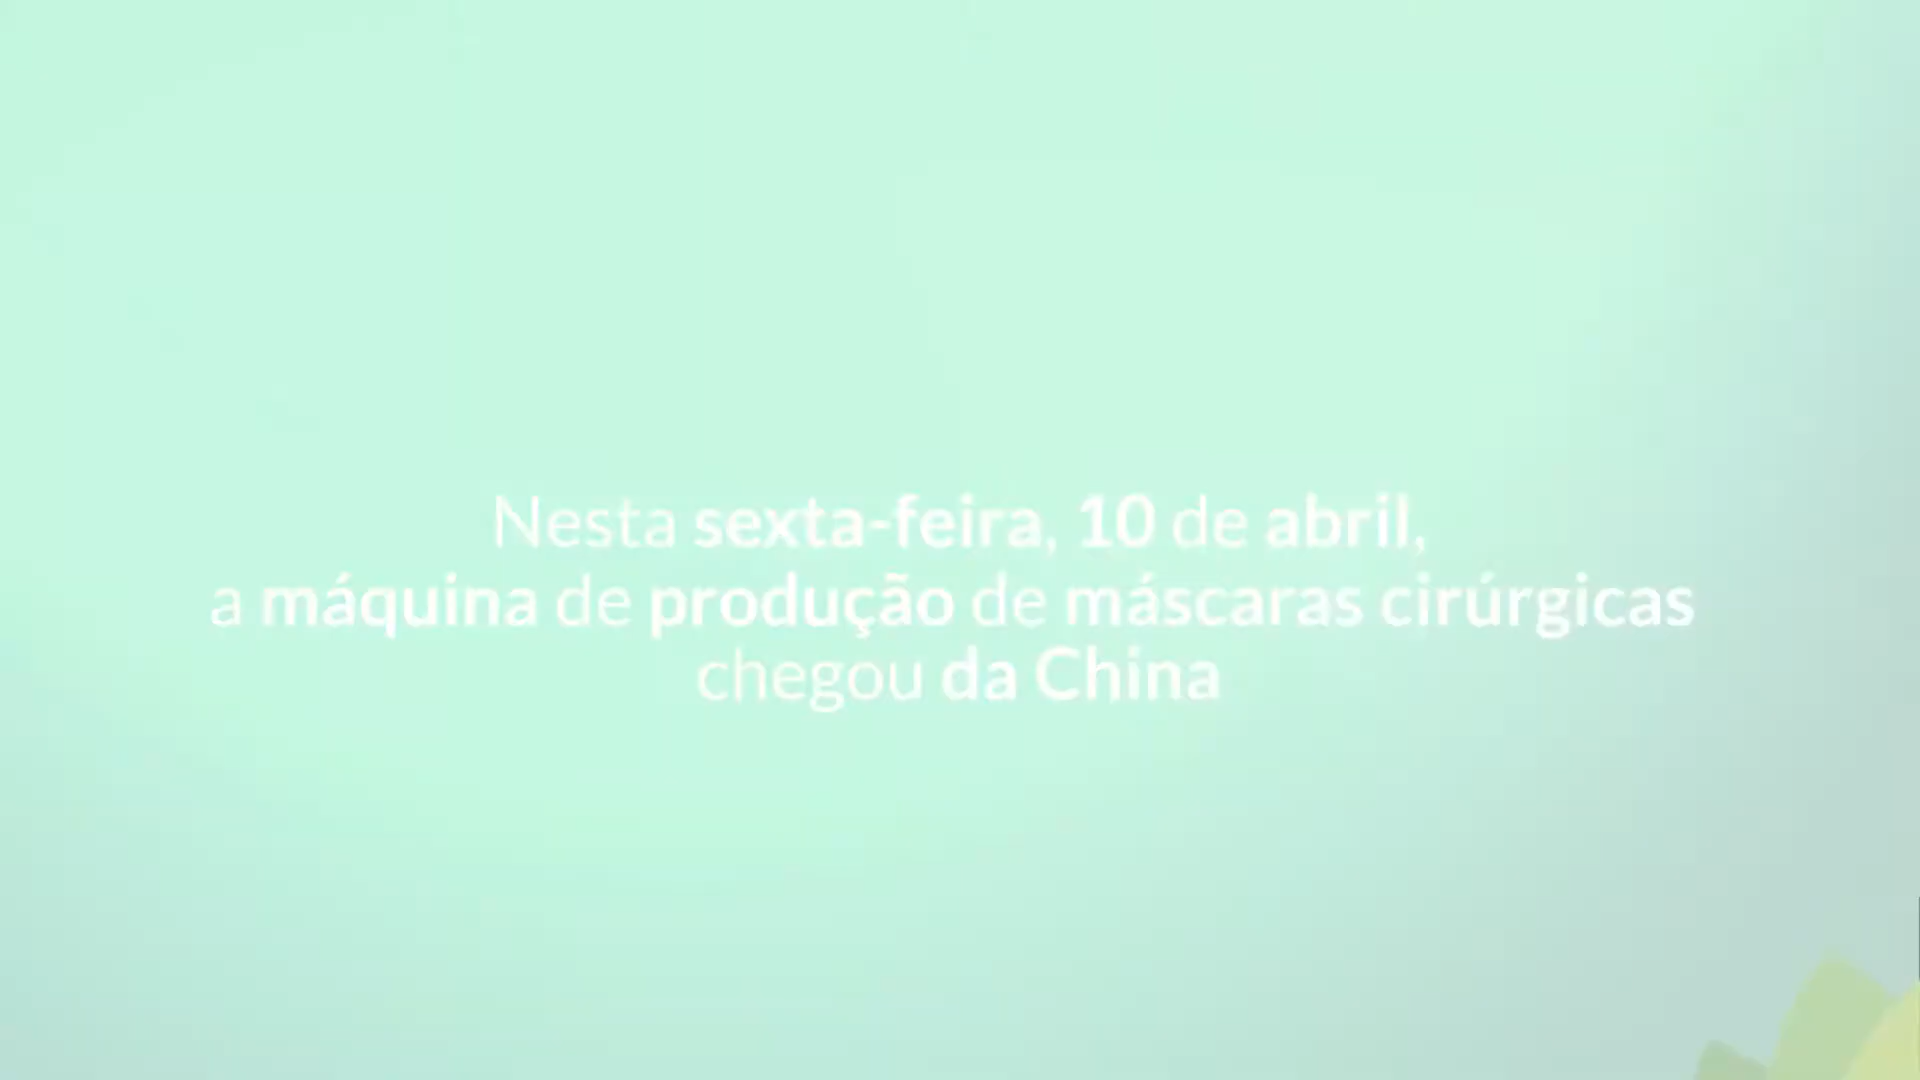 Nesta sexta-feira, 10 de abril,
a máquina de produção de máscaras cirúrgicas
chegou da China